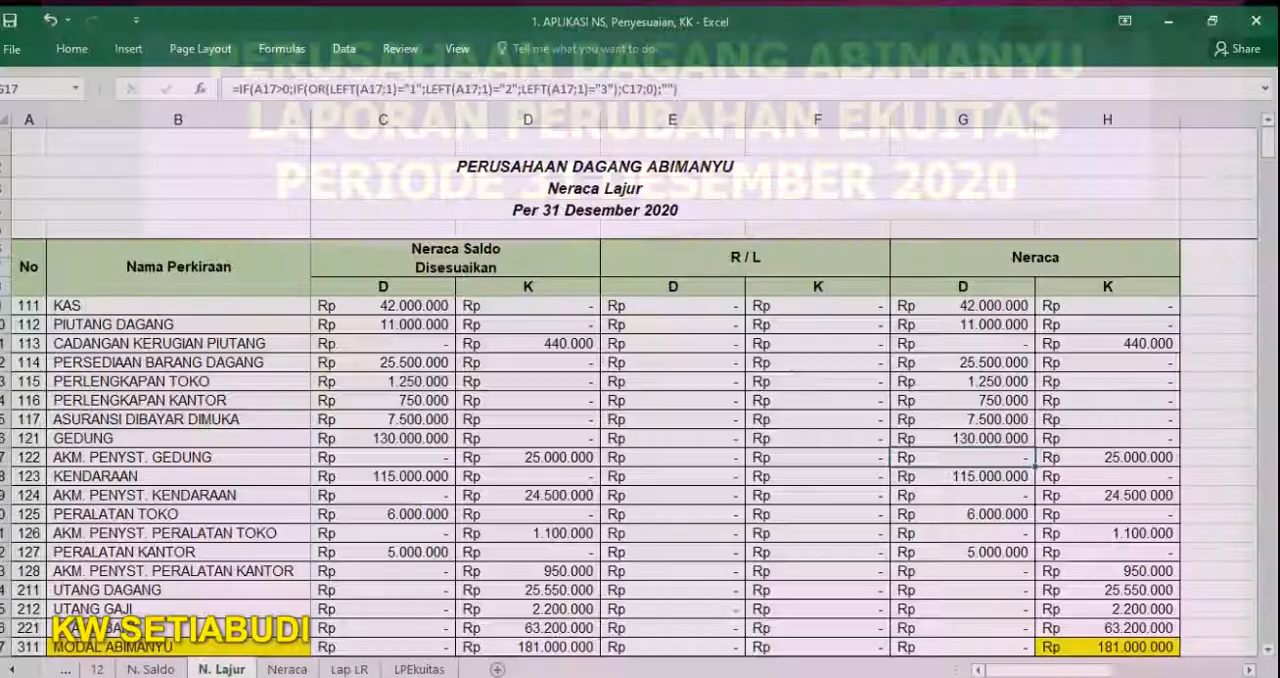 1. APLIKASI NS, Penyesuaian, KK - Excel
File Home Insert Page Layout Formulas Data Review View Tell me what you want to do. Share
PERUSAHAAN DAGANG ABIMANYU
G17 fx =IF(A17>0;IF(OR(LEFT(A17;1)="1";LEFT(A17;1)="2";LEFT(A17;1)="3");C17;0);"")
LAPORAN PERUBAHAN EKUITAS
A B C D E F G H
PERUSAHAAN DAGANG ABIMANYU
PERIODE 31 DESEMBER 2020
Neraca Lajur
Per 31 Desember 2020
No Nama Perkiraan Neraca Saldo Disesuaikan R / L Neraca
D K D K D K
111 KAS Rp 42.000.000 Rp - Rp - Rp - Rp 42.000.000 Rp -
112 PIUTANG DAGANG Rp 11.000.000 Rp - Rp - Rp - Rp 11.000.000 Rp -
113 CADANGAN KERUGIAN PIUTANG Rp - Rp 440.000 Rp - Rp - Rp - Rp 440.000
114 PERSEDIAAN BARANG DAGANG Rp 25.500.000 Rp - Rp - Rp - Rp 25.500.000 Rp -
115 PERLENGKAPAN TOKO Rp 1.250.000 Rp - Rp - Rp - Rp 1.250.000 Rp -
116 PERLENGKAPAN KANTOR Rp 750.000 Rp - Rp - Rp - Rp 750.000 Rp -
117 ASURANSI DIBAYAR DIMUKA Rp 7.500.000 Rp - Rp - Rp - Rp 7.500.000 Rp -
121 GEDUNG Rp 130.000.000 Rp - Rp - Rp - Rp 130.000.000 Rp -
122 AKM. PENYST. GEDUNG Rp - Rp 25.000.000 Rp - Rp - Rp - Rp 25.000.000
123 KENDARAAN Rp 115.000.000 Rp - Rp - Rp - Rp 115.000.000 Rp -
124 AKM. PENYST. KENDARAAN Rp - Rp 24.500.000 Rp - Rp - Rp - Rp 24.500.000
125 PERALATAN TOKO Rp 6.000.000 Rp - Rp - Rp - Rp 6.000.000 Rp -
126 AKM. PENYST. PERALATAN TOKO Rp - Rp 1.100.000 Rp - Rp - Rp - Rp 1.100.000
127 PERALATAN KANTOR Rp 5.000.000 Rp - Rp - Rp - Rp 5.000.000 Rp -
128 AKM. PENYST. PERALATAN KANTOR Rp - Rp 950.000 Rp - Rp - Rp - Rp 950.000
211 UTANG DAGANG Rp - Rp 25.550.000 Rp - Rp - Rp - Rp 25.550.000
212 UTANG GAJI Rp - Rp 2.200.000 Rp - Rp - Rp - Rp 2.200.000
221 Rp - Rp 63.200.000 Rp - Rp - Rp - Rp 63.200.000
KW SETIABUDI
311 MODAL ABIMANYU Rp - Rp 181.000.000 Rp - Rp - Rp - Rp 181.000.000
... 12 N. Saldo N. Lajur Neraca Lap LR LPEkuitas